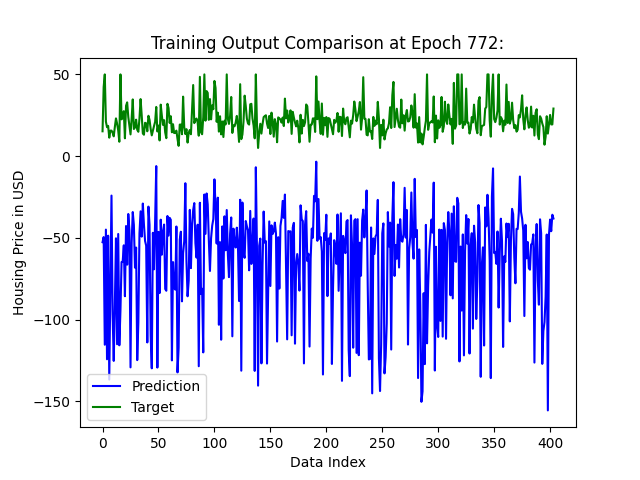 Training Output Comparison at Epoch 772:
Housing Price in USD
50
0
−50
−100
−150
Prediction
Target
0 50 100 150 200 250 300 350 400
Data Index